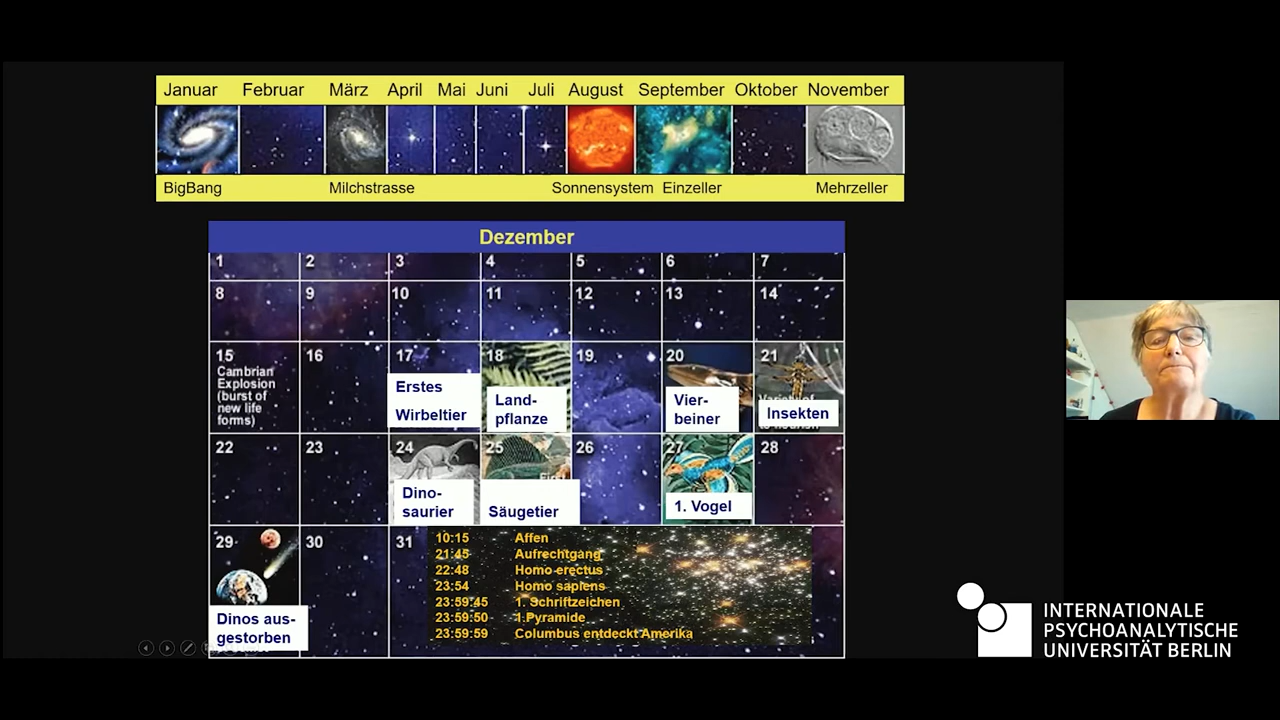 Januar Februar März April Mai Juni Juli August September Oktober November
BigBang Milchstrasse Sonnensystem Einzeller Mehrzeller
Dezember
1 2 3 4 5 6 7
8 9 10 11 12 13 14
15 16 17 18 19 20 21
Cambrian
Explosion
(burst of
new life
forms)
Erstes
Wirbeltier
Land-
pflanze
Vier-
beiner
Variety of
Insekten
to flourish
22 23 24 25 26 27 28
Dino-
saurier
Säugetier
1. Vogel
29 30 31
Dinos aus-
gestorben
10:15 Affen
21:45 Aufrechtgang
22:48 Homo erectus
23:54 Homo sapiens
23:59:45 1. Schriftzeichen
23:59:50 1.Pyramide
23:59:59 Columbus entdeckt Amerika
INTERNATIONALE
PSYCHOANALYTISCHE
UNIVERSITÄT BERLIN